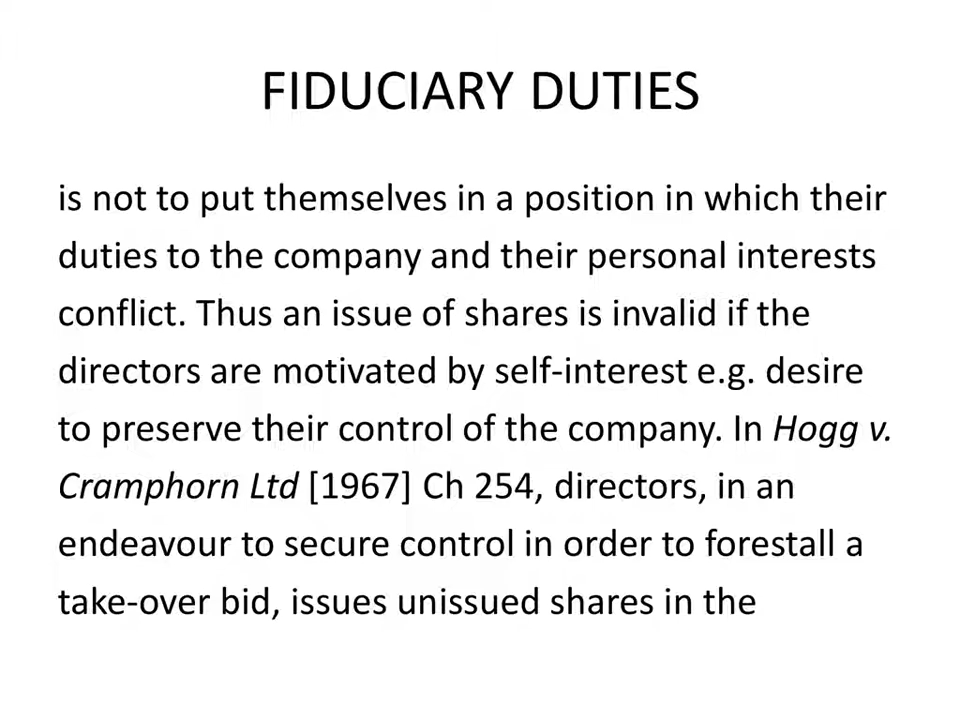 FIDUCIARY DUTIES
is not to put themselves in a position in which their
duties to the company and their personal interests
conflict. Thus an issue of shares is invalid if the
directors are motivated by self-interest e.g. desire
to preserve their control of the company. In Hogg v.
Cramphorn Ltd [1967] Ch 254, directors, in an
endeavour to secure control in order to forestall a
take-over bid, issues unissued shares in the